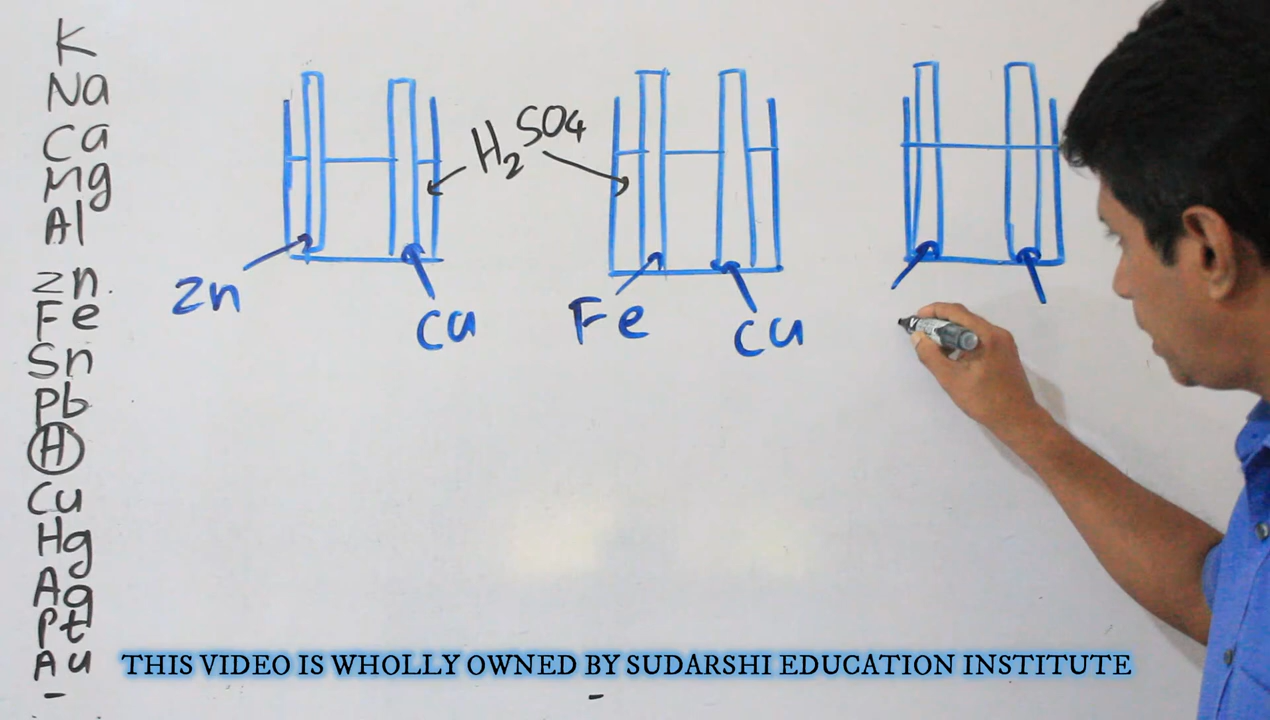 K
Na
Ca
Mg
Al
Zn
Fe
Sn
Pb
H
Cu
Hg
Ag
Pt
Au
H2SO4
Zn
Cu
Fe
Cu
THIS VIDEO IS WHOLLY OWNED BY SUDARSHI EDUCATION INSTITUTE